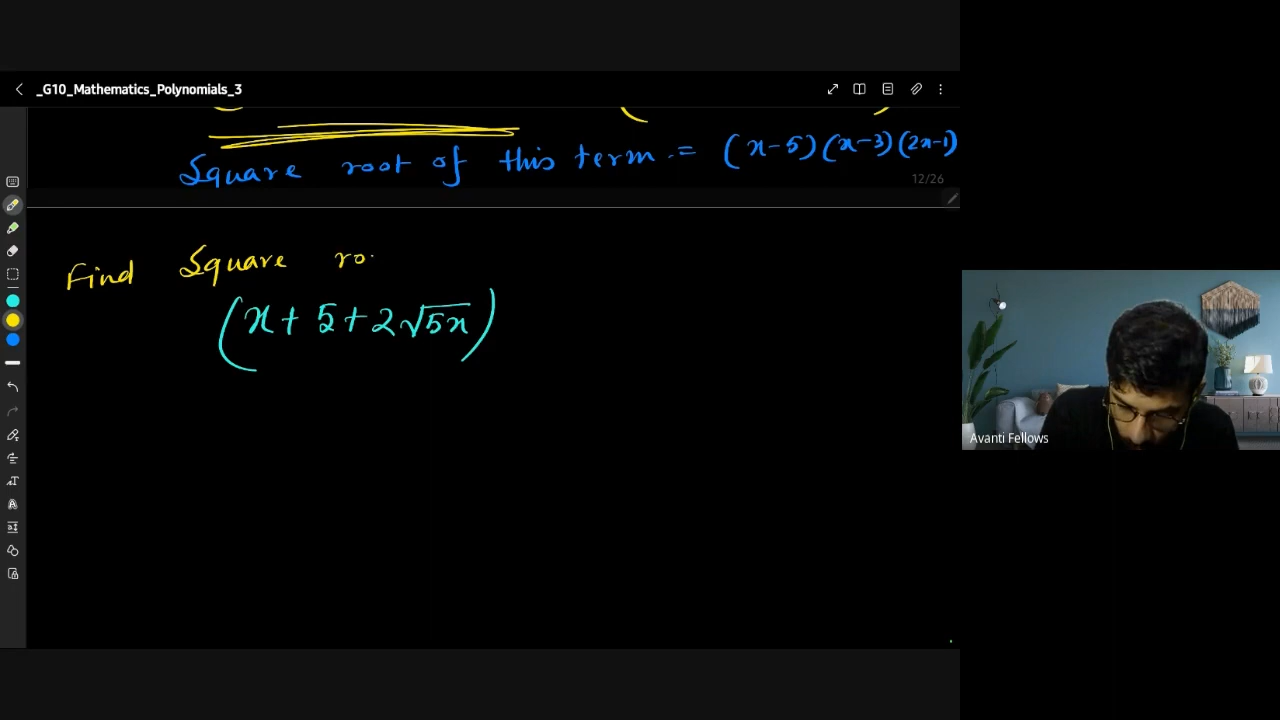 _G10_Mathematics_Polynomials_3
Square root of this term = (x-5)(x-3)(2x-1)
12/26
Find Square ro
(x + 5 + 2√5x)
Avanti Fellows